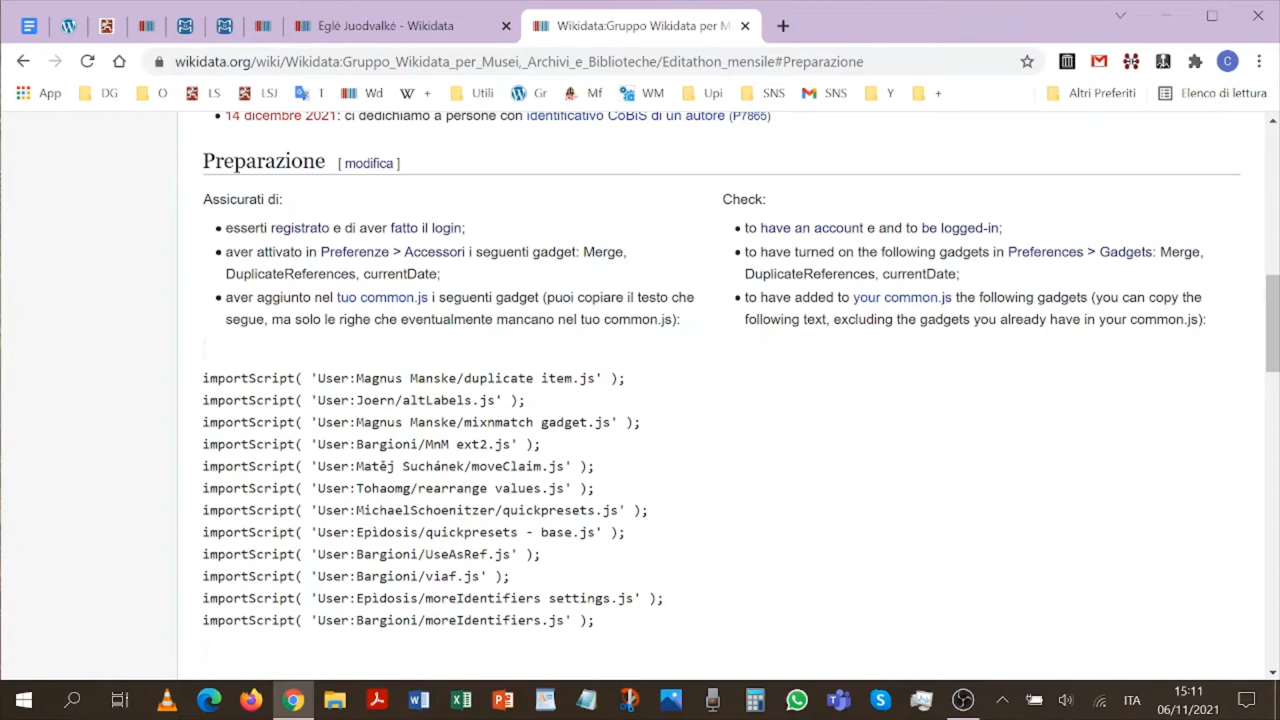 Eglė Juodvalkė - Wikidata
Wikidata:Gruppo Wikidata per M
wikidata.org/wiki/Wikidata:Gruppo_Wikidata_per_Musei,_Archivi_e_Biblioteche/Editathon_mensile#Preparazione
C
App DG O LS LSJ I Wd W + Utili Gr Mf WM Upi SNS SNS Y + Altri Preferiti Elenco di lettura
14 dicembre 2021: ci dedichiamo a persone con identificativo CoBiS di un autore (P7865)
Preparazione [ modifica ]
Assicurati di:
• esserti registrato e di aver fatto il login;
• aver attivato in Preferenze > Accessori i seguenti gadget: Merge,
DuplicateReferences, currentDate;
• aver aggiunto nel tuo common.js i seguenti gadget (puoi copiare il testo che
segue, ma solo le righe che eventualmente mancano nel tuo common.js):
Check:
• to have an account e and to be logged-in;
• to have turned on the following gadgets in Preferences > Gadgets: Merge,
DuplicateReferences, currentDate;
• to have added to your common.js the following gadgets (you can copy the
following text, excluding the gadgets you already have in your common.js):
importScript( 'User:Magnus Manske/duplicate item.js' );
importScript( 'User:Joern/altLabels.js' );
importScript( 'User:Magnus Manske/mixnmatch gadget.js' );
importScript( 'User:Bargioni/MnM ext2.js' );
importScript( 'User:Matěj Suchánek/moveClaim.js' );
importScript( 'User:Tohaomg/rearrange values.js' );
importScript( 'User:MichaelSchoenitzer/quickpresets.js' );
importScript( 'User:Epìdosis/quickpresets - base.js' );
importScript( 'User:Bargioni/UseAsRef.js' );
importScript( 'User:Bargioni/viaf.js' );
importScript( 'User:Epìdosis/moreIdentifiers settings.js' );
importScript( 'User:Bargioni/moreIdentifiers.js' );
ITA
15:11
06/11/2021